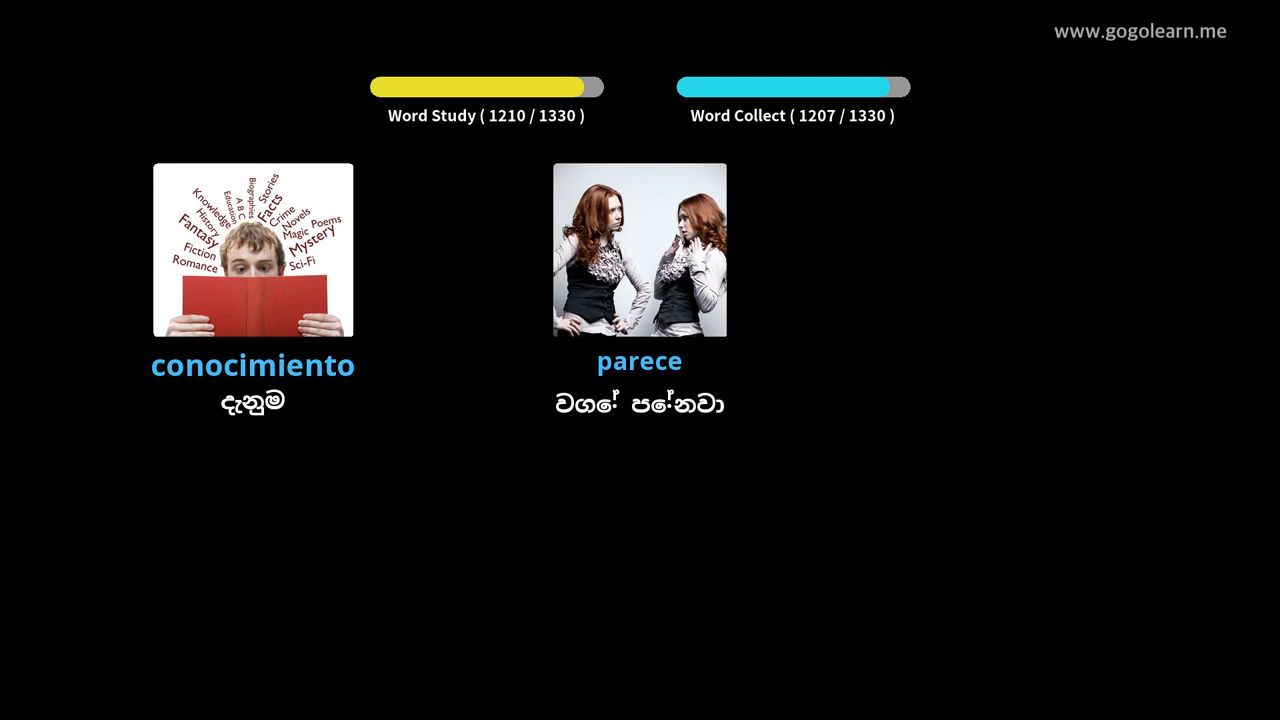 www.gogolearn.me
Word Study ( 1210 / 1330 )
Word Collect ( 1207 / 1330 )
Knowledge
History
Fantasy
Fiction
Romance
Education
A B C
Biographies
Stories
Facts
Crime
Novels
Magic
Poems
Mystery
Sci-Fi
conocimiento
දැනුම
parece
වගේ පේනවා